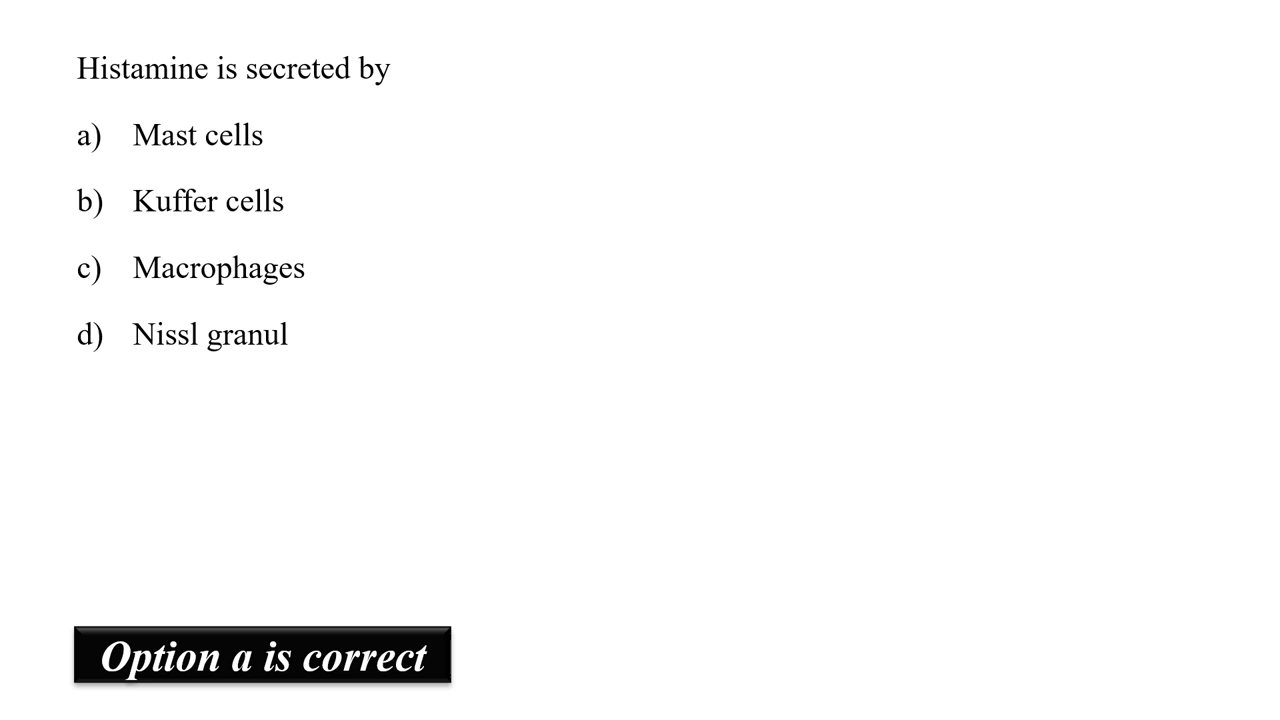 Histamine is secreted by
a) Mast cells
b) Kuffer cells
c) Macrophages
d) Nissl granul
Option a is correct